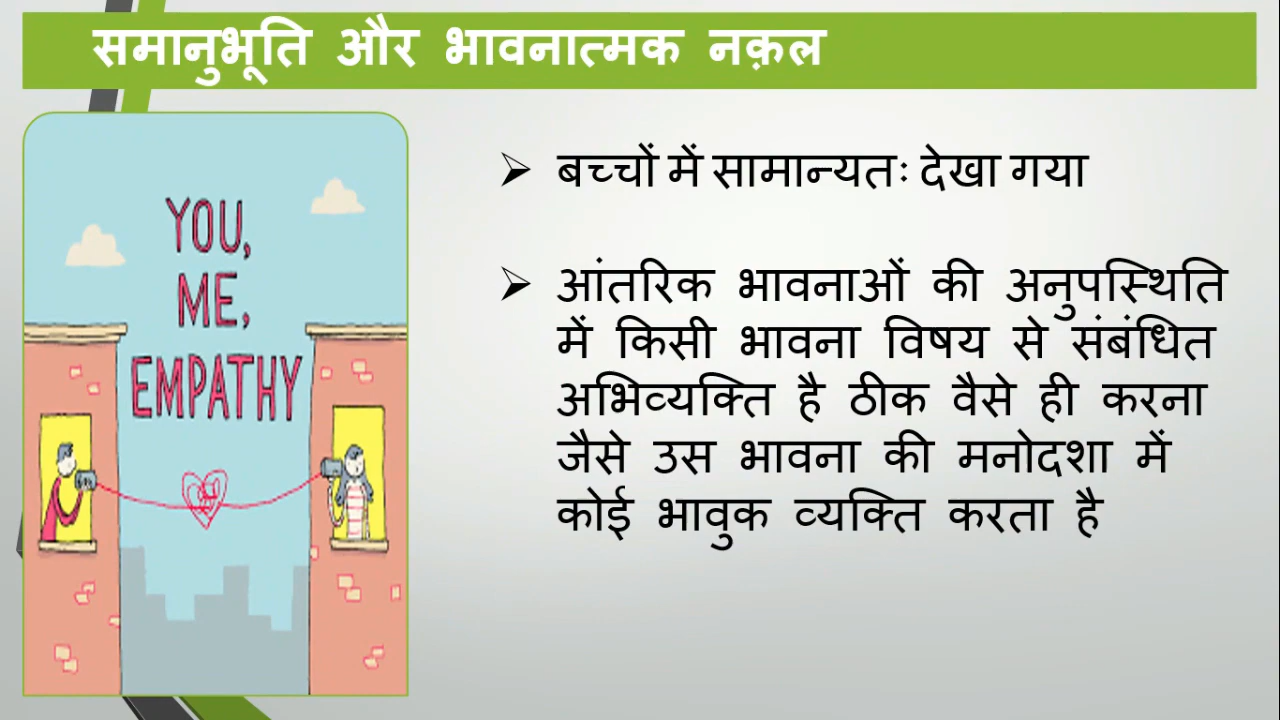 समानुभूति और भावनात्मक नक़ल
YOU,
ME,
EMPATHY
➢ बच्चों में सामान्यतः देखा गया
➢ आंतरिक भावनाओं की अनुपस्थिति
में किसी भावना विषय से संबंधित
अभिव्यक्ति है ठीक वैसे ही करना
जैसे उस भावना की मनोदशा में
कोई भावुक व्यक्ति करता है